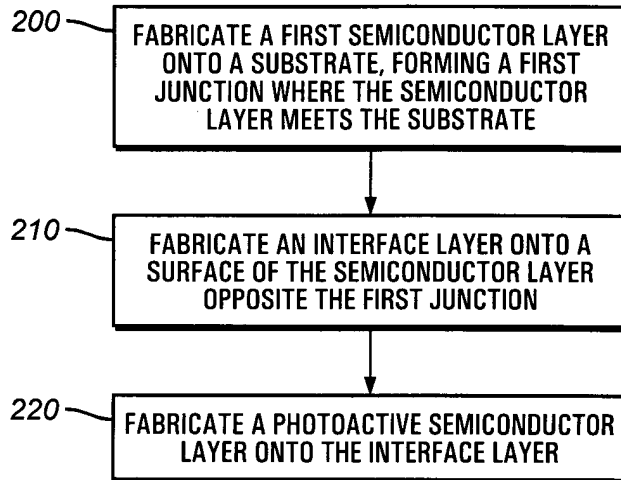 200
FABRICATE A FIRST SEMICONDUCTOR LAYER
ONTO A SUBSTRATE, FORMING A FIRST
JUNCTION WHERE THE SEMICONDUCTOR
LAYER MEETS THE SUBSTRATE
210
FABRICATE AN INTERFACE LAYER ONTO A
SURFACE OF THE SEMICONDUCTOR LAYER
OPPOSITE THE FIRST JUNCTION
220
FABRICATE A PHOTOACTIVE SEMICONDUCTOR
LAYER ONTO THE INTERFACE LAYER